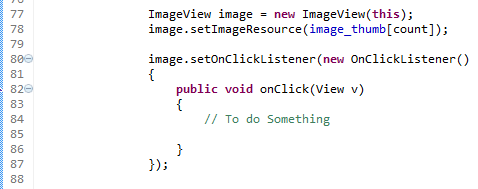 77 ImageView image = new ImageView(this);
78 image.setImageResource(image_thumb[count]);
79
80 image.setOnClickListener(new OnClickListener()
81 {
82 public void onClick(View v)
83 {
84 // To do Something
85
86 }
87 });
88